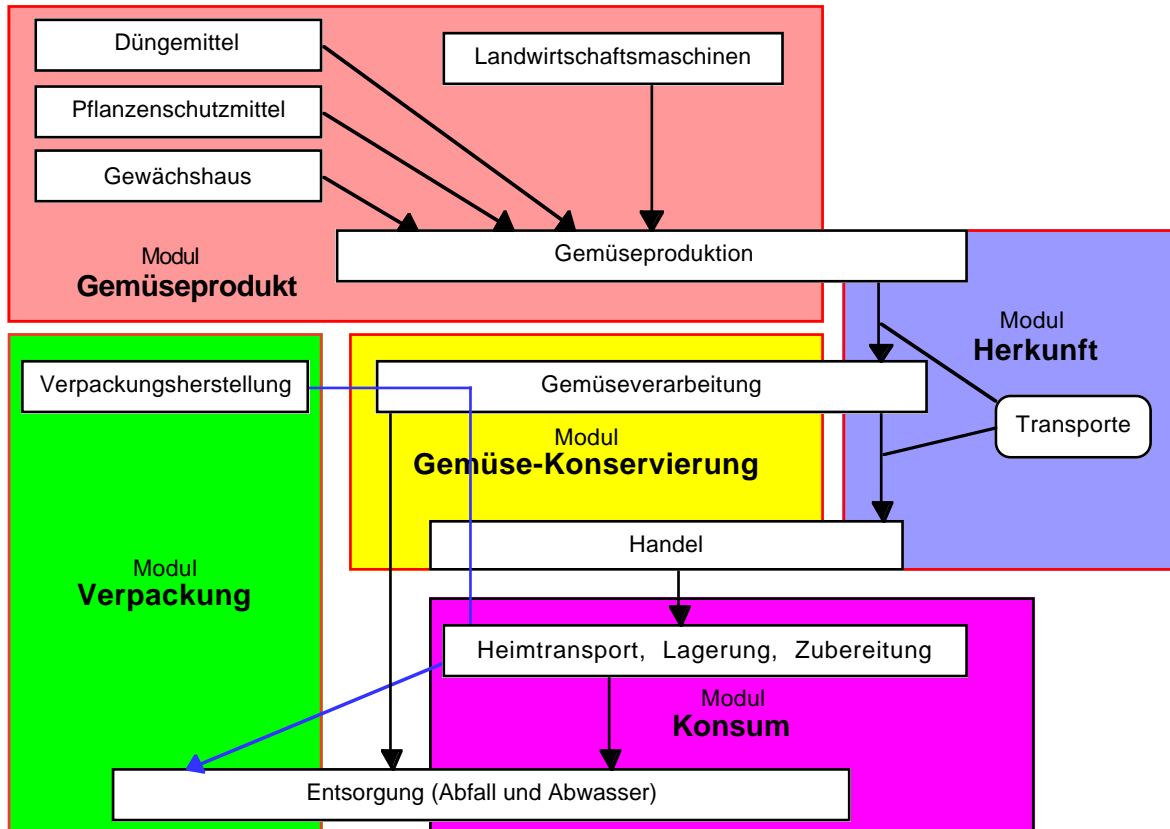 Düngemittel
Landwirtschaftsmaschinen
Pflanzenschutzmittel
Gewächshaus
Gemüseproduktion
Modul
Gemüseprodukt
Modul
Herkunft
Verpackungsherstellung
Gemüseverarbeitung
Transporte
Modul
Gemüse-Konservierung
Handel
Modul
Verpackung
Heimtransport, Lagerung, Zubereitung
Modul
Konsum
Entsorgung (Abfall und Abwasser)